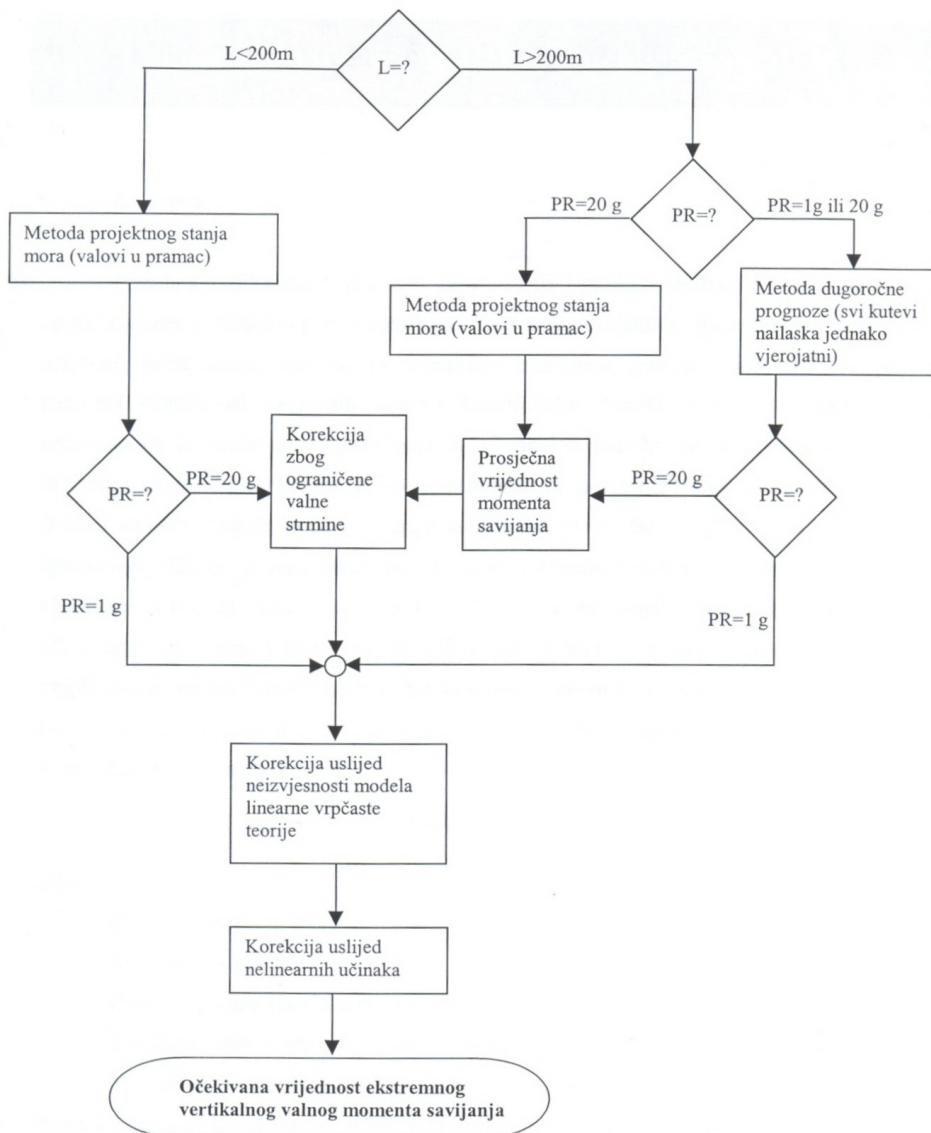 L<200m
L=?
L>200m
PR=20 g
PR=?
PR=1g ili 20 g
Metoda projektnog stanja
mora (valovi u pramac)
Metoda projektnog stanja
mora (valovi u pramac)
Metoda dugoročne
prognoze (svi kutevi
nailaska jednako
vjerojatni)
PR=?
PR=20 g
Korekcija
zbog
ograničene
valne
strmine
Prosječna
vrijednost
momenta
savijanja
PR=20 g
PR=?
PR=1 g
PR=1 g
Korekcija uslijed
neizvjesnosti modela
linearne vrpčaste
teorije
Korekcija uslijed
nelinearnih učinaka
Očekivana vrijednost ekstremnog
vertikalnog valnog momenta savijanja